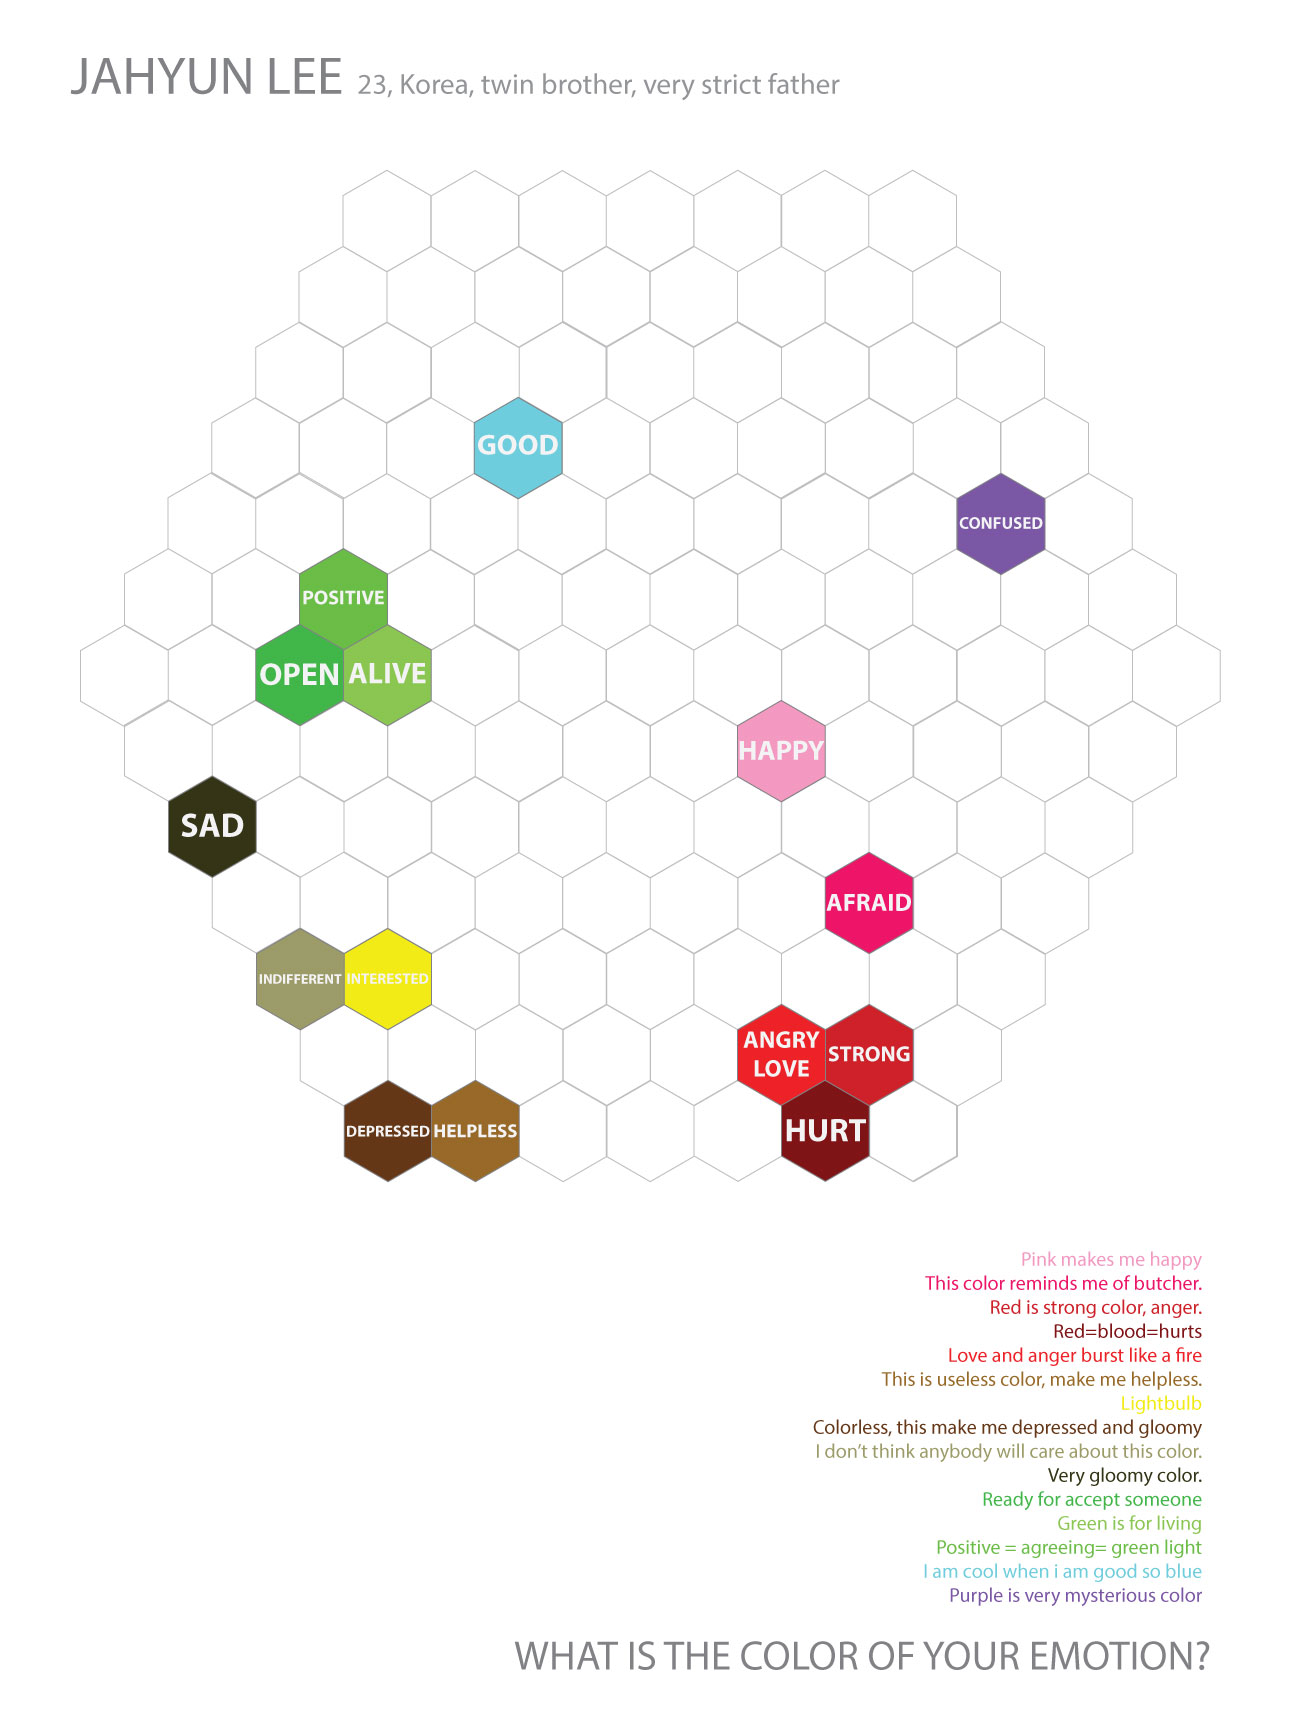 JAHYUN LEE 23, Korea, twin brother, very strict father
GOOD
CONFUSED
POSITIVE
OPEN ALIVE
HAPPY
SAD
AFRAID
INDIFFERENT INTERESTED
ANGRY
LOVE
STRONG
DEPRESSED HELPLESS
HURT
Pink makes me happy
This color reminds me of butcher.
Red is strong color, anger.
Red=blood=hurts
Love and anger burst like a fire
This is useless color, make me helpless.
Lightbulb
Colorless, this make me depressed and gloomy
I don't think anybody will care about this color.
Very gloomy color.
Ready for accept someone
Green is for living
Positive = agreeing= green light
I am cool when i am good so blue
Purple is very mysterious color
WHAT IS THE COLOR OF YOUR EMOTION?